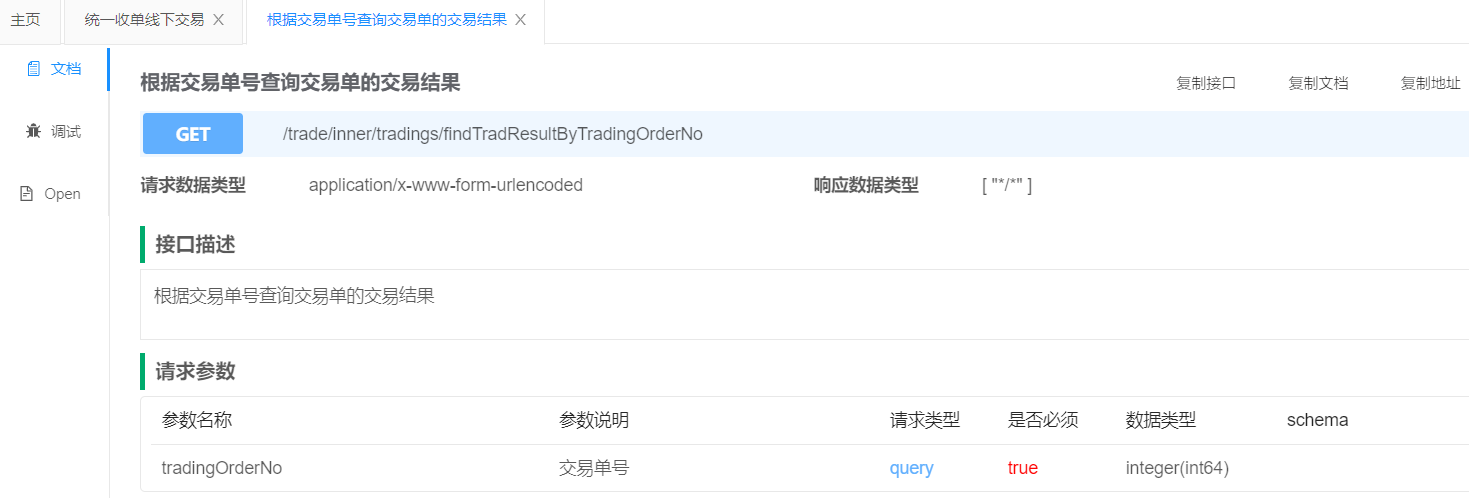 主页 统一收单线下交易 根据交易单号查询交易单的交易结果
文档
调试
Open
根据交易单号查询交易单的交易结果 复制接口 复制文档 复制地址
GET /trade/inner/tradings/findTradResultByTradingOrderNo
请求数据类型 application/x-www-form-urlencoded 响应数据类型 [ "*/*" ]
接口描述
根据交易单号查询交易单的交易结果
请求参数
参数名称 参数说明 请求类型 是否必须 数据类型 schema
tradingOrderNo 交易单号 query true integer(int64)